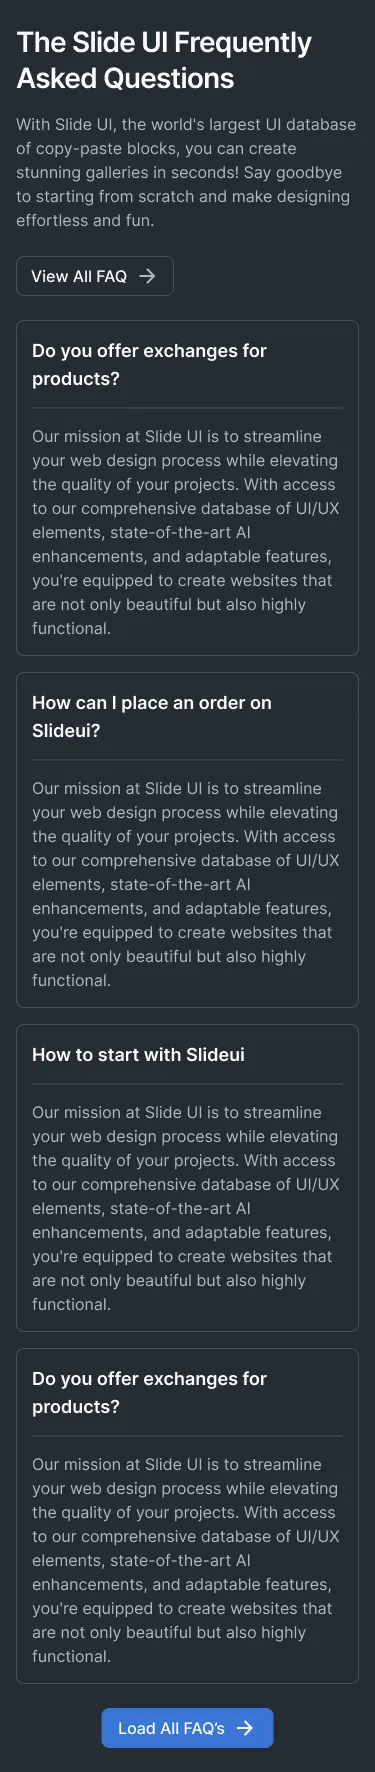 The Slide UI Frequently
Asked Questions
With Slide UI, the world's largest UI database
of copy-paste blocks, you can create
stunning galleries in seconds! Say goodbye
to starting from scratch and make designing
effortless and fun.
View All FAQ
Do you offer exchanges for
products?
Our mission at Slide UI is to streamline
your web design process while elevating
the quality of your projects. With access
to our comprehensive database of UI/UX
elements, state-of-the-art AI
enhancements, and adaptable features,
you're equipped to create websites that
are not only beautiful but also highly
functional.
How can I place an order on
Slideui?
Our mission at Slide UI is to streamline
your web design process while elevating
the quality of your projects. With access
to our comprehensive database of UI/UX
elements, state-of-the-art AI
enhancements, and adaptable features,
you're equipped to create websites that
are not only beautiful but also highly
functional.
How to start with Slideui
Our mission at Slide UI is to streamline
your web design process while elevating
the quality of your projects. With access
to our comprehensive database of UI/UX
elements, state-of-the-art AI
enhancements, and adaptable features,
you're equipped to create websites that
are not only beautiful but also highly
functional.
Do you offer exchanges for
products?
Our mission at Slide UI is to streamline
your web design process while elevating
the quality of your projects. With access
to our comprehensive database of UI/UX
elements, state-of-the-art AI
enhancements, and adaptable features,
you're equipped to create websites that
are not only beautiful but also highly
functional.
Load All FAQ’s